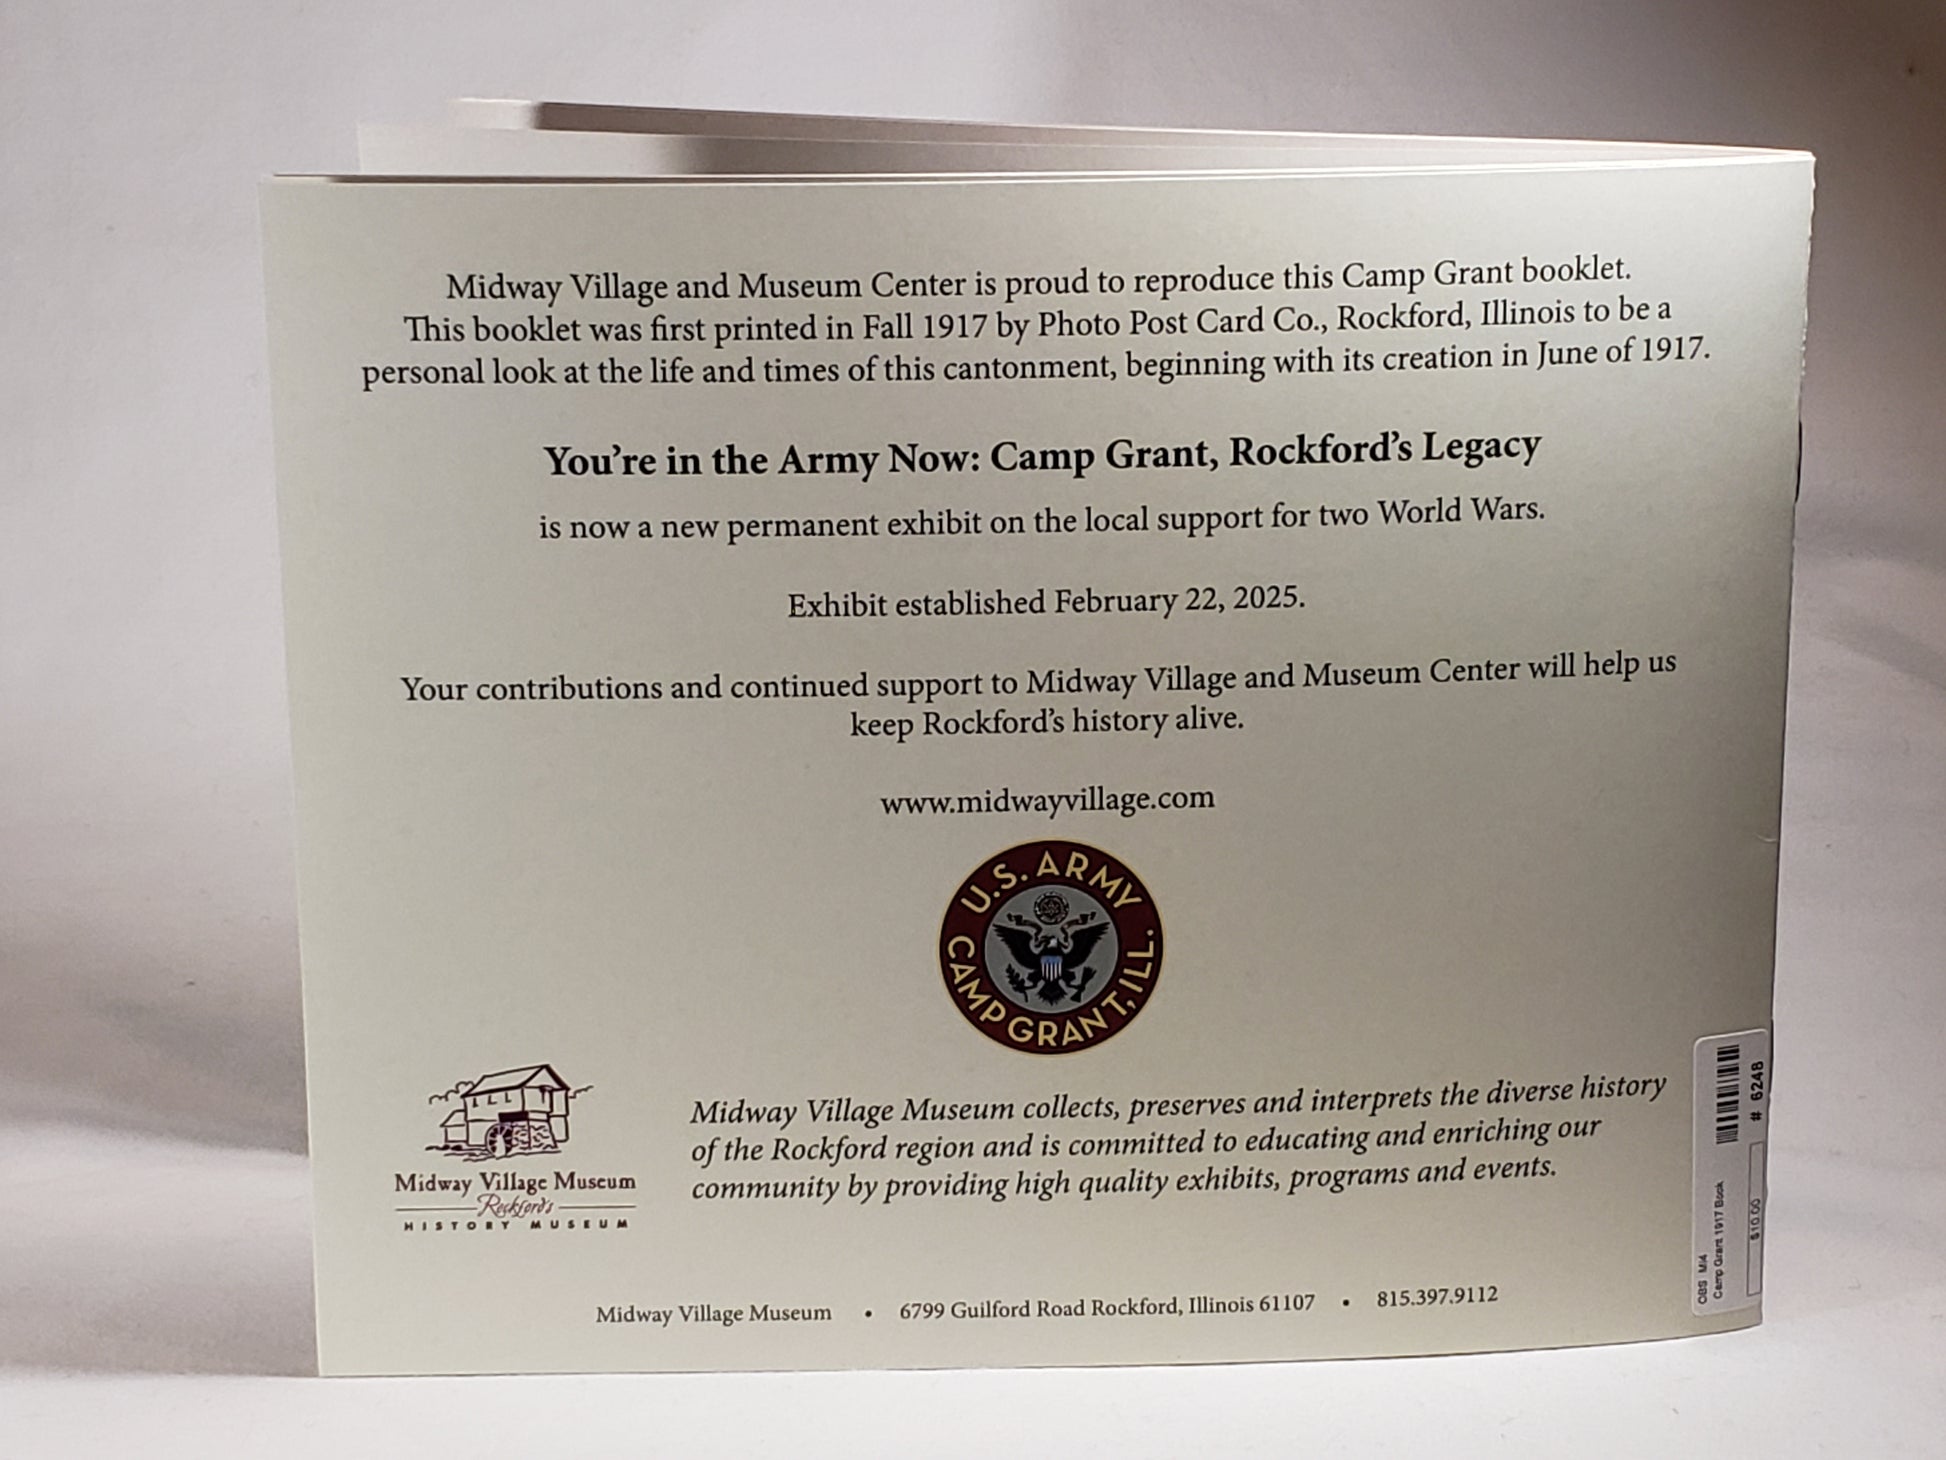 Midway Village and Museum Center is proud to reproduce this Camp Grant booklet.
This booklet was first printed in Fall 1917 by Photo Post Card Co., Rockford, Illinois to be a
personal look at the life and times of this cantonment, beginning with its creation in June of 1917.
You're in the Army Now: Camp Grant, Rockford's Legacy
is now a new permanent exhibit on the local support for two World Wars.
Exhibit established February 22, 2025.
Your contributions and continued support to Midway Village and Museum Center will help us
keep Rockford's history alive.
www.midwayvillage.com
U.S. ARMY
CAMP GRANT, ILL.
Midway Village Museum
Rockford's
HISTORY MUSEUM
Midway Village Museum collects, preserves and interprets the diverse history
of the Rockford region and is committed to educating and enriching our
community by providing high quality exhibits, programs and events.
Midway Village Museum • 6799 Guilford Road Rockford, Illinois 61107 • 815.397.9112
OBS MI4
Camp Grant 1917 Book
# 6248
$10.00